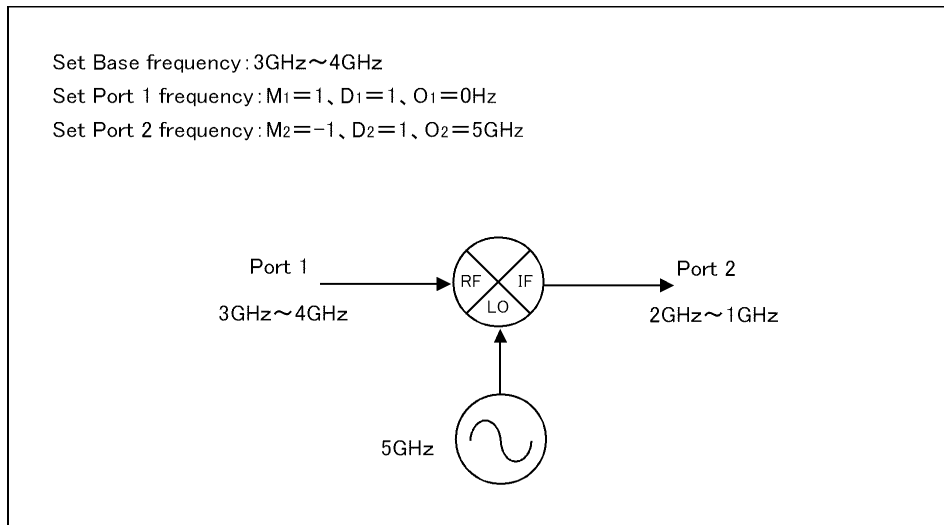 Set Base frequency:3GHz～4GHz
Set Port 1 frequency:M1=1、D1=1、O1=0Hz
Set Port 2 frequency:M2=-1、D2=1、O2=5GHz
Port 1
RF
IF
LO
Port 2
3GHz～4GHz
2GHz～1GHz
5GHz